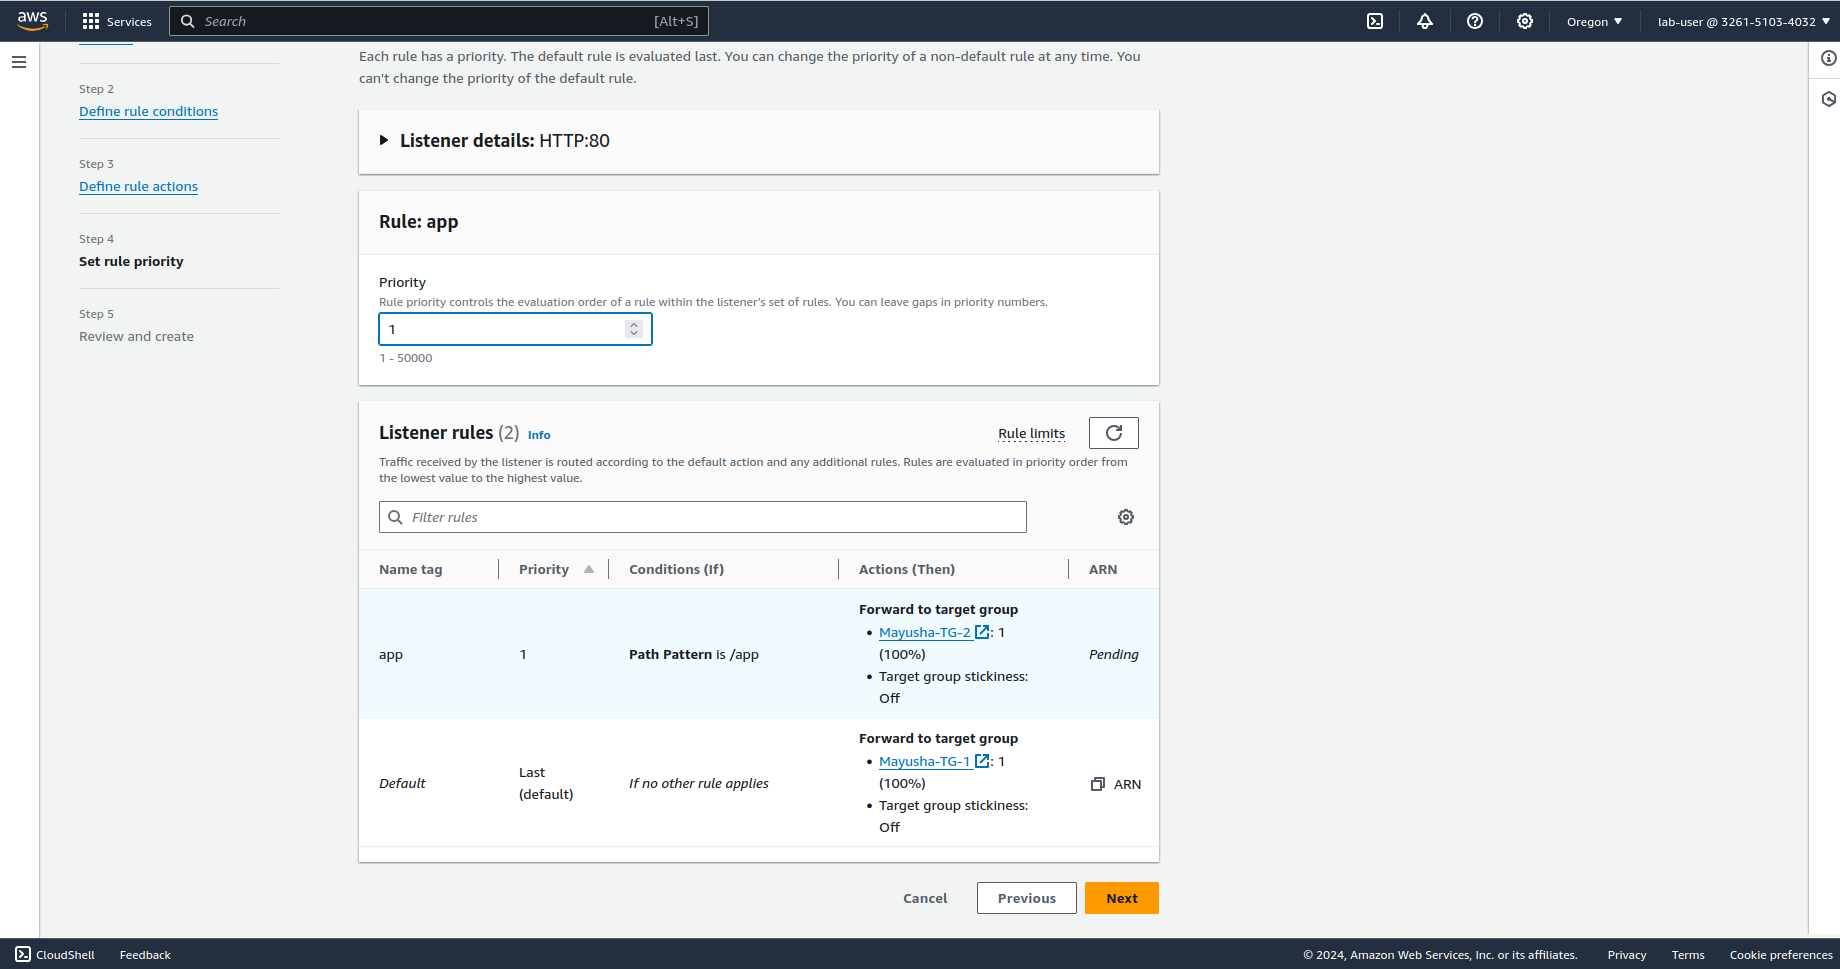 aws
Services
Search
[Alt+S]
Oregon
lab-user @ 3261-5103-4032
Step 2
Define rule conditions
Step 3
Define rule actions
Step 4
Set rule priority
Step 5
Review and create
Each rule has a priority. The default rule is evaluated last. You can change the priority of a non-default rule at any time. You
can't change the priority of the default rule.
Listener details: HTTP:80
Rule: app
Priority
Rule priority controls the evaluation order of a rule within the listener's set of rules. You can leave gaps in priority numbers.
1
1 - 50000
Listener rules (2) Info
Rule limits
Traffic received by the listener is routed according to the default action and any additional rules. Rules are evaluated in priority order from
the lowest value to the highest value.
Filter rules
Name tag Priority Conditions (If) Actions (Then) ARN
app
1
Path Pattern is /app
Forward to target group
• Mayusha-TG-2 : 1
(100%)
• Target group stickiness:
Off
Pending
Default
Last
(default)
If no other rule applies
Forward to target group
• Mayusha-TG-1 : 1
(100%)
• Target group stickiness:
Off
ARN
Cancel
Previous
Next
CloudShell
Feedback
© 2024, Amazon Web Services, Inc. or its affiliates.
Privacy
Terms
Cookie preferences